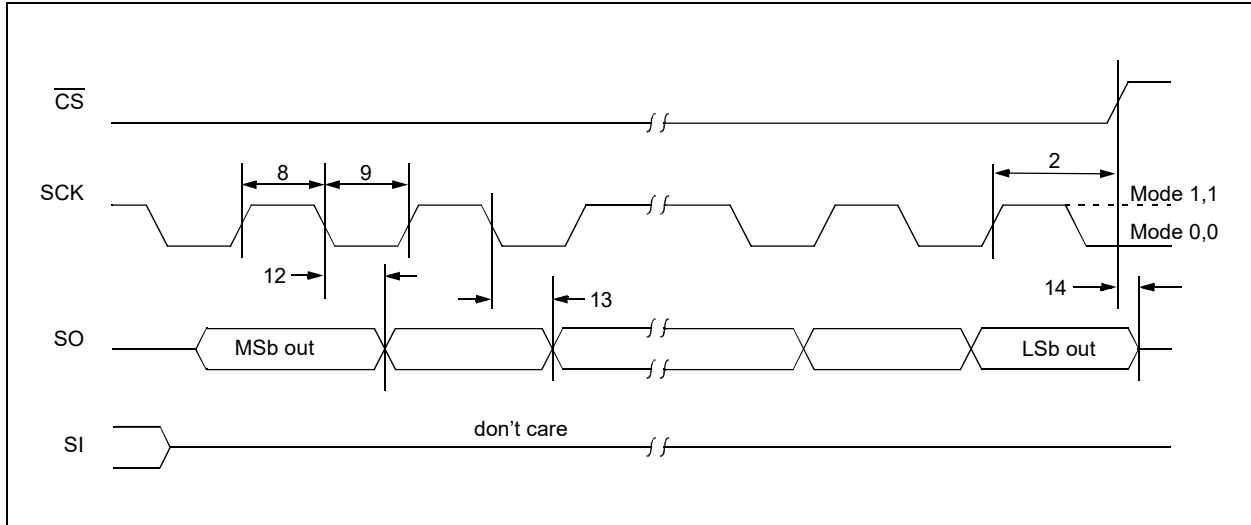 CS
8
9
2
SCK
Mode 1,1
Mode 0,0
12
13
14
SO
MSb out
LSb out
don't care
SI